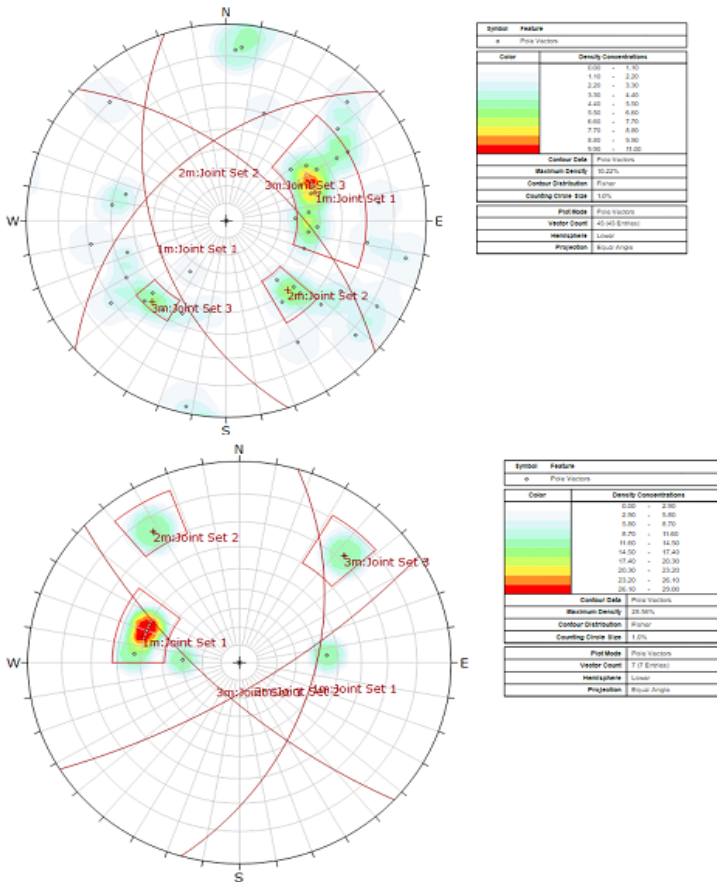 N
2m:Joint Set 2
3m:Joint Set 3
1m:Joint Set 1
W
E
1m:Joint Set 1
2m:Joint Set 2
3m:Joint Set 3
S
Symbol Feature
Pole Vectors
Color Density Concentrations
0.00 - 1.10
1.10 - 2.20
2.20 - 3.30
3.30 - 4.40
4.40 - 5.50
5.50 - 6.60
6.60 - 7.70
7.70 - 8.80
8.80 - 9.90
9.90 - 11.00
Contour Data Pole Vectors
Maximum Density 10.22%
Contour Distribution Fisher
Counting Circle Size 1.0%
Plot Mode Pole Vectors
Vector Count 45 (45 Entries)
Hemisphere Lower
Projection Equal Angle
N
2m:Joint Set 2
3m:Joint Set 3
1m:Joint Set 1
W
E
3m:Joint Set 2
1m:Joint Set 1
S
Symbol Feature
Pole Vectors
Color Density Concentrations
0.00 - 2.90
2.90 - 5.80
5.80 - 8.70
8.70 - 11.60
11.60 - 14.50
14.50 - 17.40
17.40 - 20.30
20.30 - 23.20
23.20 - 26.10
26.10 - 29.00
Contour Data Pole Vectors
Maximum Density 28.56%
Contour Distribution Fisher
Counting Circle Size 1.0%
Plot Mode Pole Vectors
Vector Count 7 (7 Entries)
Hemisphere Lower
Projection Equal Angle